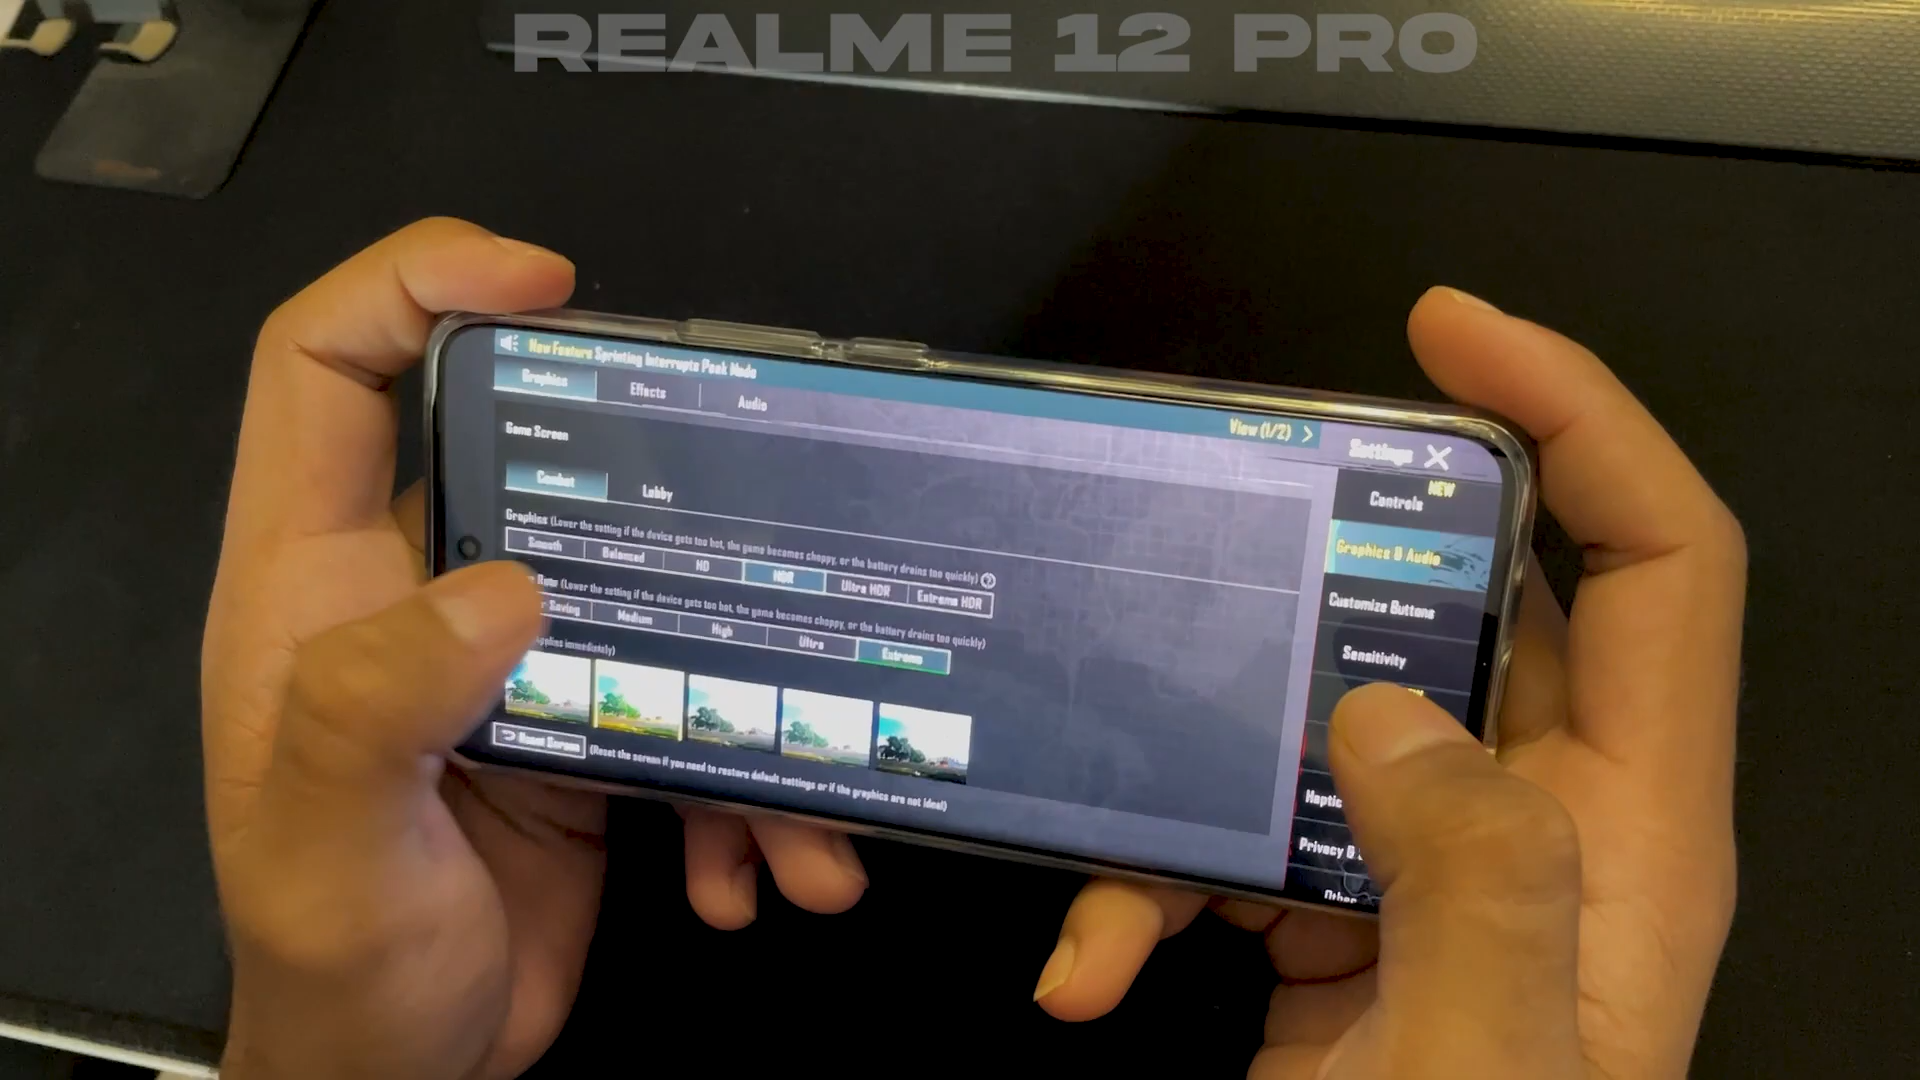 REALME 12 PRO
New Feature Sprinting Interrupts Peek Mode
View (1/2) >
Settings X
Graphics
Effects
Audio
Game Screen
Combat
Lobby
Graphics (Lower the setting if the device gets too hot, the game becomes choppy, or the battery drains too quickly) ?
Smooth
Balanced
HD
HDR
Ultra HDR
Extreme HDR
(Lower the setting if the device gets too hot, the game becomes choppy, or the battery drains too quickly)
Saving
Medium
High
Ultra
Extreme
applies immediately)
Reset Screen
(Reset the screen if you need to restore default settings or if the graphics are not ideal)
NEW
Controls
Graphics & Audio
Customize Buttons
Sensitivity
Haptic
Privacy &
Other